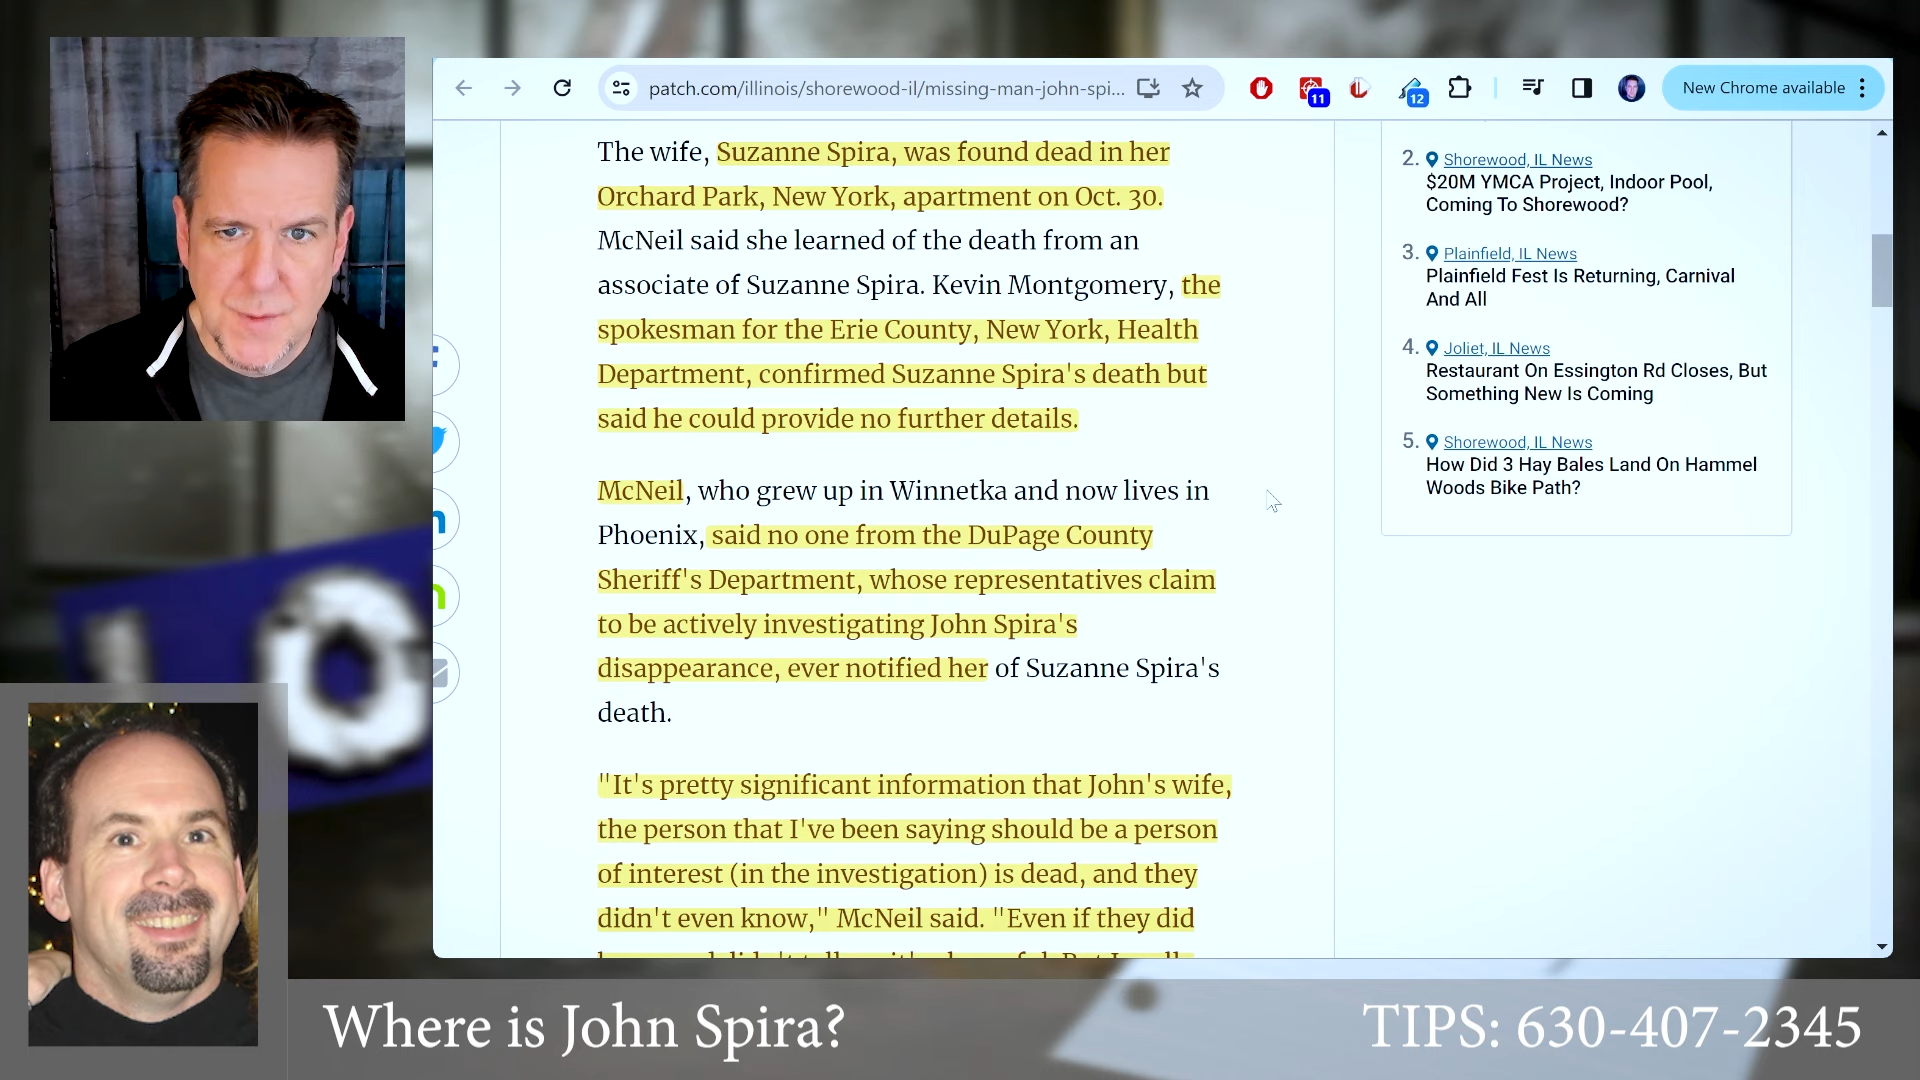 patch.com/illinois/shorewood-il/missing-man-john-spi...
11
12
New Chrome available
The wife, Suzanne Spira, was found dead in her
Orchard Park, New York, apartment on Oct. 30.
McNeil said she learned of the death from an
associate of Suzanne Spira. Kevin Montgomery, the
spokesman for the Erie County, New York, Health
Department, confirmed Suzanne Spira's death but
said he could provide no further details.
McNeil, who grew up in Winnetka and now lives in
Phoenix, said no one from the DuPage County
Sheriff's Department, whose representatives claim
to be actively investigating John Spira's
disappearance, ever notified her of Suzanne Spira's
death.
"It's pretty significant information that John's wife,
the person that I've been saying should be a person
of interest (in the investigation) is dead, and they
didn't even know," McNeil said. "Even if they did
2. Shorewood, IL News
$20M YMCA Project, Indoor Pool,
Coming To Shorewood?
3. Plainfield, IL News
Plainfield Fest Is Returning, Carnival
And All
4. Joliet, IL News
Restaurant On Essington Rd Closes, But
Something New Is Coming
5. Shorewood, IL News
How Did 3 Hay Bales Land On Hammel
Woods Bike Path?
Where is John Spira?
TIPS: 630-407-2345